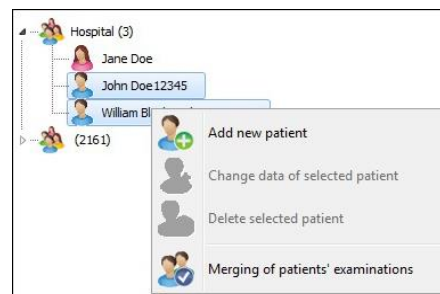 Hospital (3)
Jane Doe
John Doe12345
William
(2161)
Add new patient
Change data of selected patient
Delete selected patient
Merging of patients' examinations